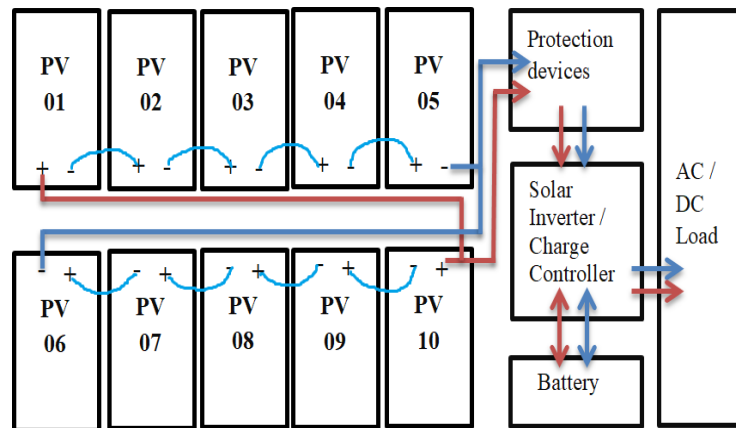 PV
01
PV
02
PV
03
PV
04
PV
05
+ - + - + - + - + -
- + - + - + - + - +
PV
06
PV
07
PV
08
PV
09
PV
10
Protection
devices
Solar
Inverter /
Charge
Controller
Battery
AC /
DC
Load